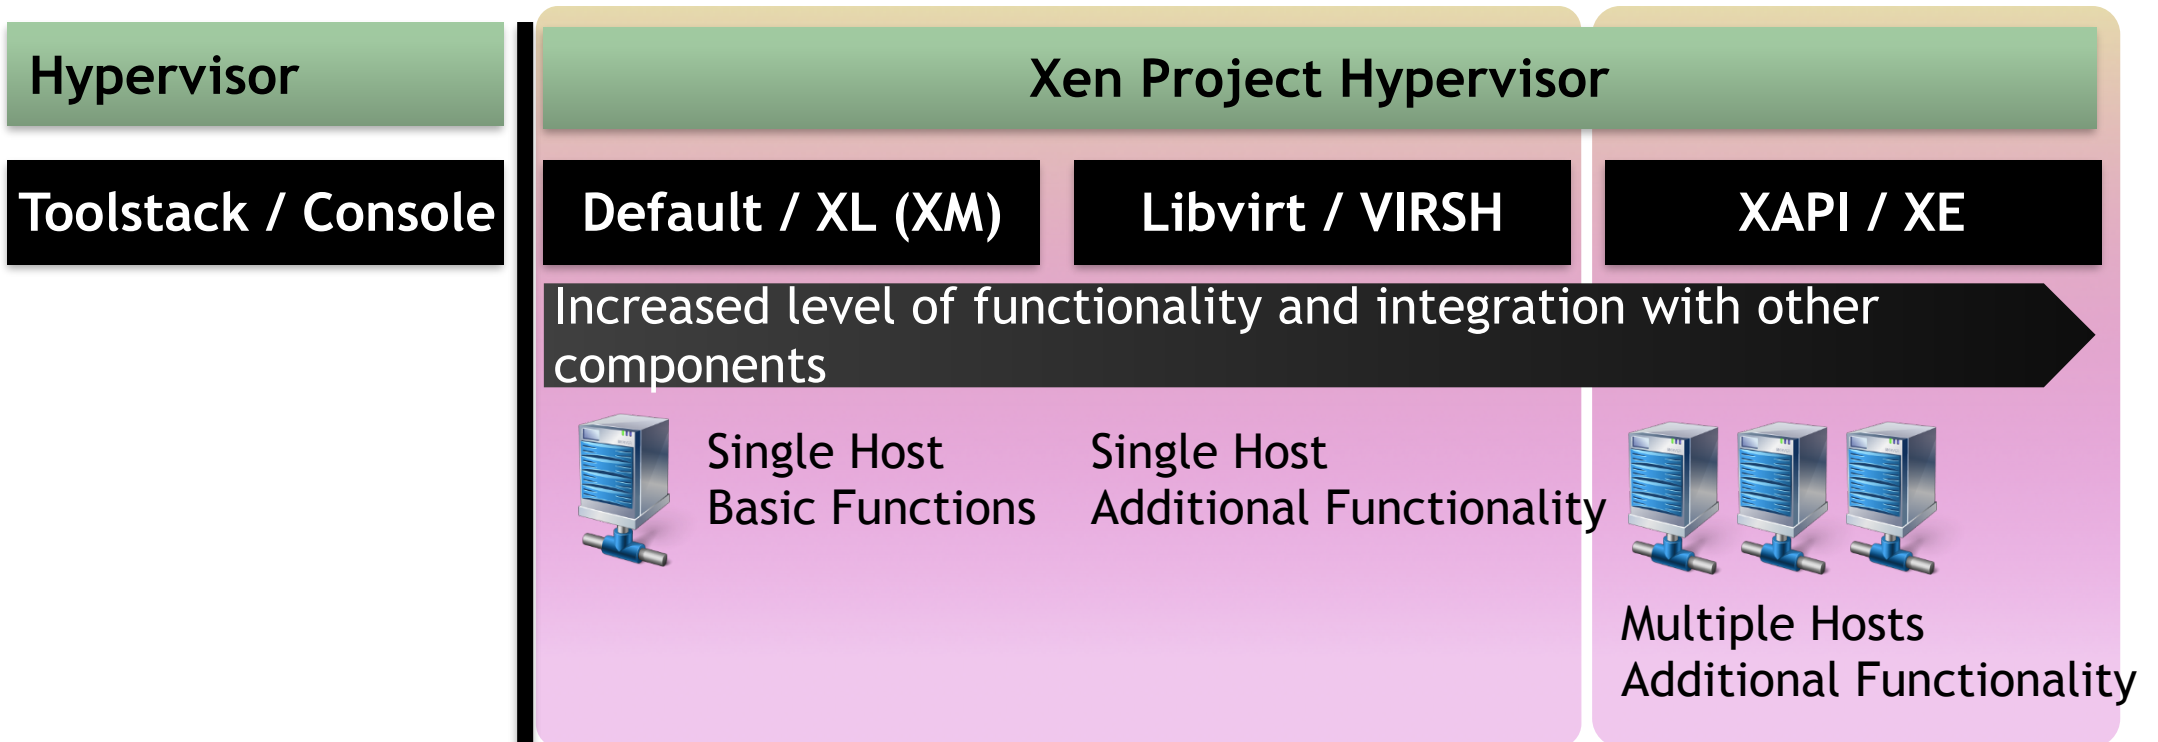 Hypervisor
Xen Project Hypervisor
Toolstack / Console
Default / XL (XM)
Libvirt / VIRSH
XAPI / XE
Increased level of functionality and integration with other
components
Single Host
Basic Functions
Single Host
Additional Functionality
Multiple Hosts
Additional Functionality